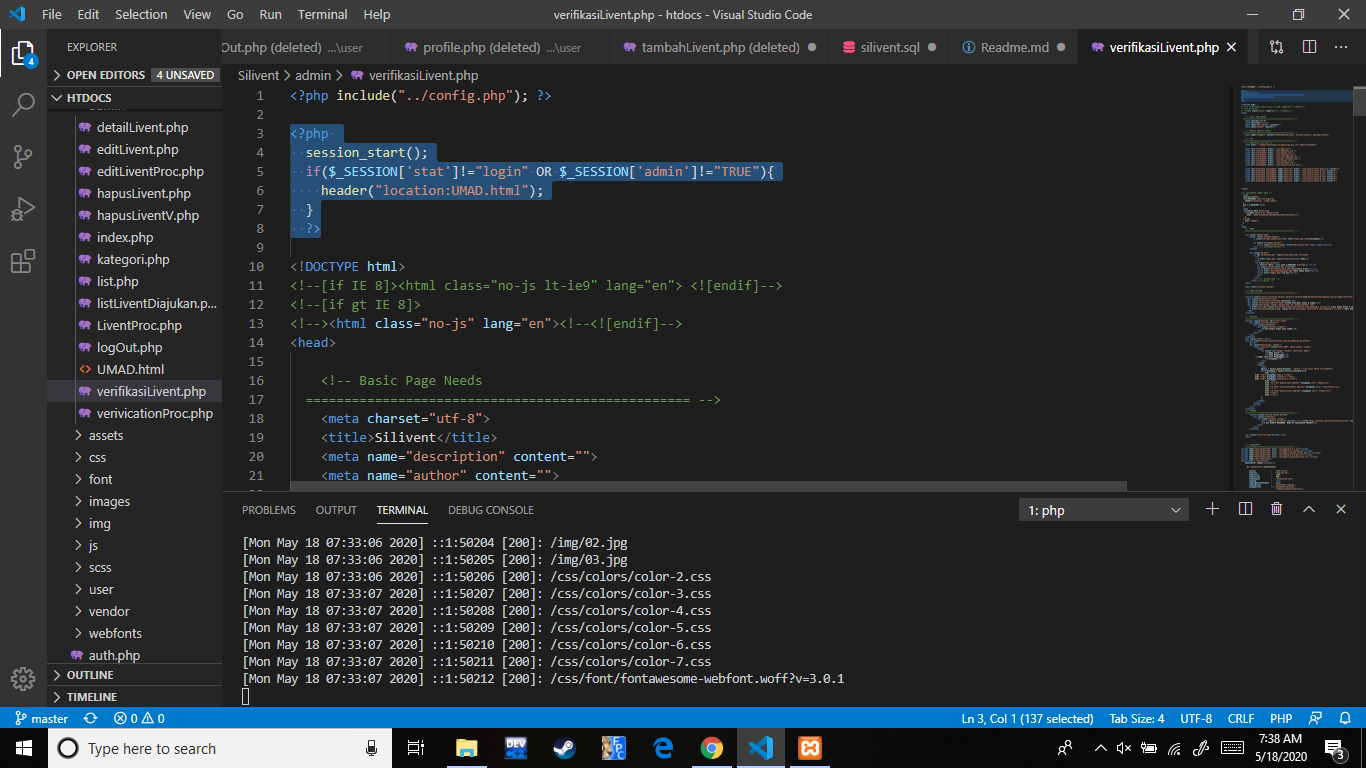 File Edit Selection View Go Run Terminal Help verifikasiLivent.php - htdocs - Visual Studio Code
EXPLORER
Out.php (deleted) ...\user profile.php (deleted) ...\user tambahLivent.php (deleted) silivent.sql Readme.md verifikasiLivent.php
OPEN EDITORS 4 UNSAVED
HTDOCS
detailLivent.php
editLivent.php
editLiventProc.php
hapusLivent.php
hapusLiventV.php
index.php
kategori.php
list.php
listLiventDiajukan.p...
LiventProc.php
logOut.php
UMAD.html
verifikasiLivent.php
verivicationProc.php
assets
css
font
images
img
js
scss
user
vendor
webfonts
auth.php
OUTLINE
TIMELINE
4
Silivent > admin > verifikasiLivent.php
1 <?php include("../config.php"); ?>
2
3 <?php
4 session_start();
5 if($_SESSION['stat']!="login" OR $_SESSION['admin']!="TRUE"){
6 header("location:UMAD.html");
7 }
8 ?>
9
10 <!DOCTYPE html>
11 <!--[if IE 8]><html class="no-js lt-ie9" lang="en"> <![endif]-->
12 <!--[if gt IE 8]>
13 <!--><html class="no-js" lang="en"><!--<![endif]-->
14 <head>
15
16 <!-- Basic Page Needs
17 ================================================== -->
18 <meta charset="utf-8">
19 <title>Silivent</title>
20 <meta name="description" content="">
21 <meta name="author" content="">
PROBLEMS OUTPUT TERMINAL DEBUG CONSOLE 1: php
[Mon May 18 07:33:06 2020] ::1:50204 [200]: /img/02.jpg
[Mon May 18 07:33:06 2020] ::1:50205 [200]: /img/03.jpg
[Mon May 18 07:33:06 2020] ::1:50206 [200]: /css/colors/color-2.css
[Mon May 18 07:33:06 2020] ::1:50207 [200]: /css/colors/color-3.css
[Mon May 18 07:33:06 2020] ::1:50208 [200]: /css/colors/color-4.css
[Mon May 18 07:33:07 2020] ::1:50209 [200]: /css/colors/color-5.css
[Mon May 18 07:33:07 2020] ::1:50210 [200]: /css/colors/color-6.css
[Mon May 18 07:33:07 2020] ::1:50211 [200]: /css/colors/color-7.css
[Mon May 18 07:33:07 2020] ::1:50212 [200]: /css/font/fontawesome-webfont.woff?v=3.0.1
master 0 0 Ln 3, Col 1 (137 selected) Tab Size: 4 UTF-8 CRLF PHP
Type here to search
DEV
7:38 AM
5/18/2020
3